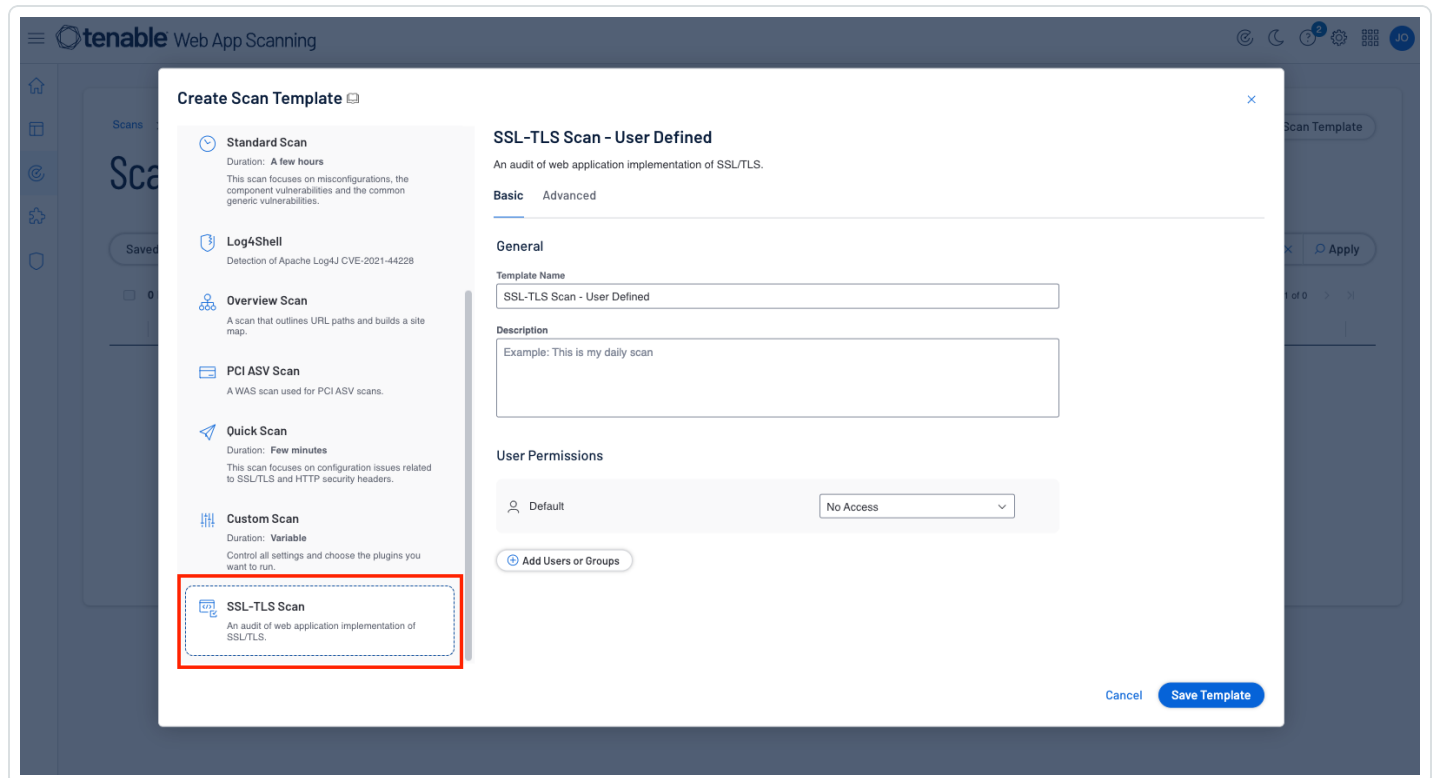 tenable Web App Scanning
2
JO
Scans
Scan Template
Sca
Saved
Apply
0
1 of 0
Create Scan Template
Standard Scan
Duration: A few hours
This scan focuses on misconfigurations, the
component vulnerabilities and the common
generic vulnerabilities.
Log4Shell
Detection of Apache Log4J CVE-2021-44228
Overview Scan
A scan that outlines URL paths and builds a site
map.
PCI ASV Scan
A WAS scan used for PCI ASV scans.
Quick Scan
Duration: Few minutes
This scan focuses on configuration issues related
to SSL/TLS and HTTP security headers.
Custom Scan
Duration: Variable
Control all settings and choose the plugins you
want to run.
SSL-TLS Scan
An audit of web application implementation of
SSL/TLS.
SSL-TLS Scan - User Defined
An audit of web application implementation of SSL/TLS.
Basic Advanced
General
Template Name
SSL-TLS Scan - User Defined
Description
Example: This is my daily scan
User Permissions
Default No Access
Add Users or Groups
Cancel Save Template